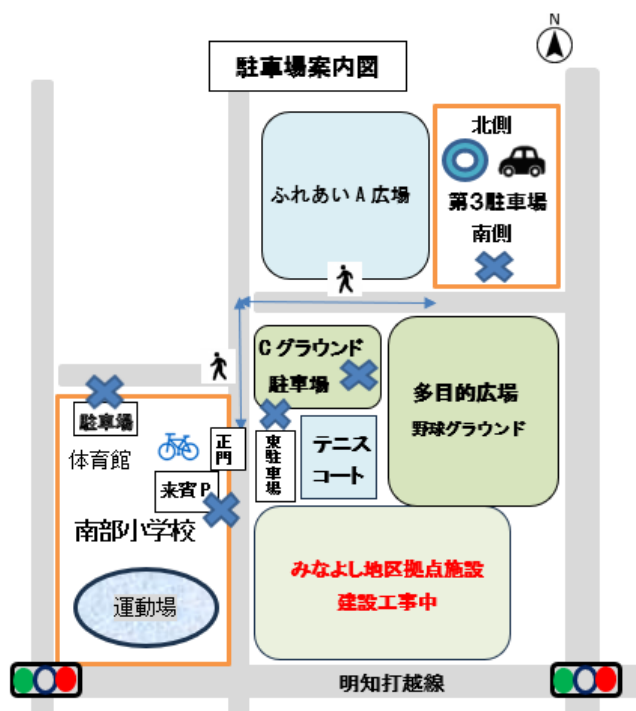 駐車場案内図
N
北側
第3駐車場
南側
ふれあいA広場
Cグラウンド
駐車場
多目的広場
野球グラウンド
駐車場
体育館
正門
東駐車場
テニス
コート
来賓P
南部小学校
運動場
みなよし地区拠点施設
建設工事中
明知打越線